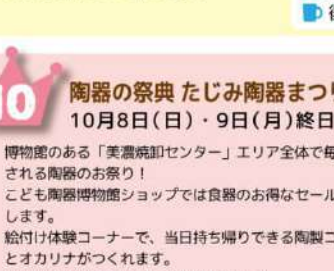 10
陶器の祭典 たじみ陶器まつり
10月8日(日)・9日(月)終日
博物館のある「美濃焼卸センター」エリア全体で毎
される陶器のお祭り！
こども陶器博物館ショップでは食器のお得なセール
します。
絵付け体験コーナーで、当日持ち帰りできる陶製コ
とオカリナがつくれます。